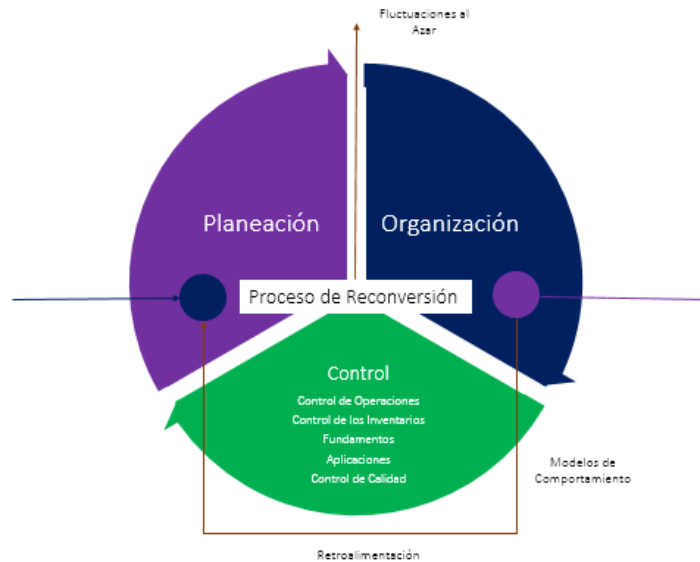 Fluctuaciones al
Azar
Planeación
Organización
Proceso de Reconversión
Control
Control de Operaciones
Control de los Inventarios
Fundamentos
Aplicaciones
Control de Calidad
Modelos de
Comportamiento
Retroalimentación